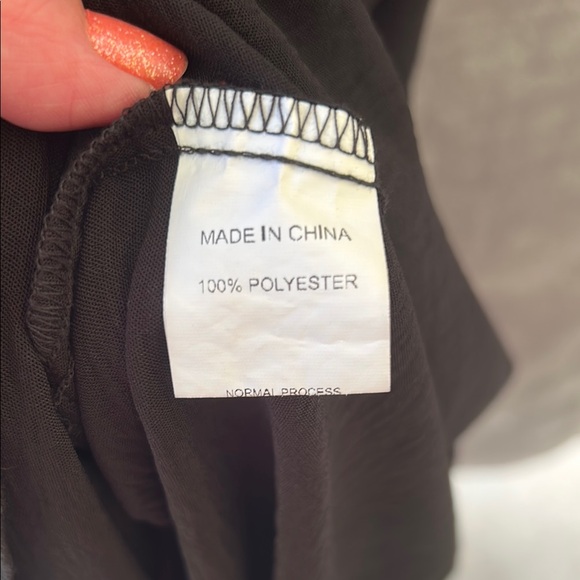 MADE IN CHINA
100% POLYESTER
NORMAL PROCESS